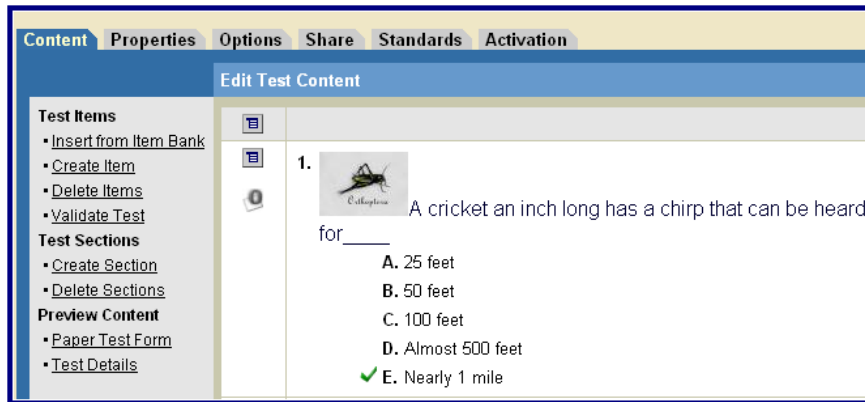 Content Properties Options Share Standards Activation
Edit Test Content
Test Items
Insert from Item Bank
Create Item
Delete Items
Validate Test
Test Sections
Create Section
Delete Sections
Preview Content
Paper Test Form
Test Details
1.
Orthoptera
A cricket an inch long has a chirp that can be heard
for____
A. 25 feet
B. 50 feet
C. 100 feet
D. Almost 500 feet
E. Nearly 1 mile